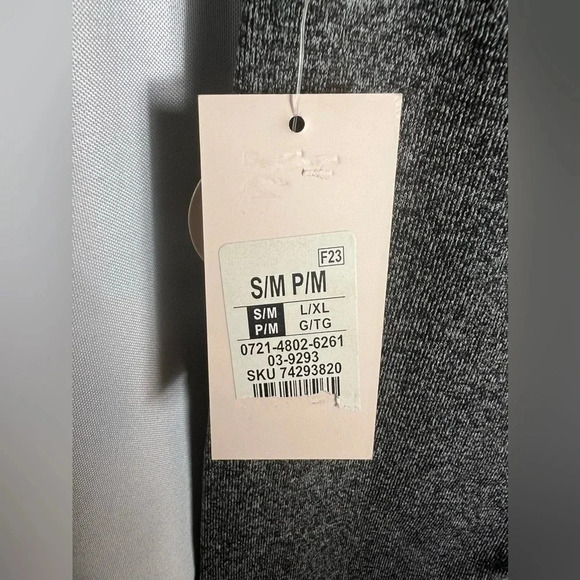 F23
S/M P/M
S/M L/XL
P/M G/TG
0721-4802-6261
03-9293
SKU 74293820